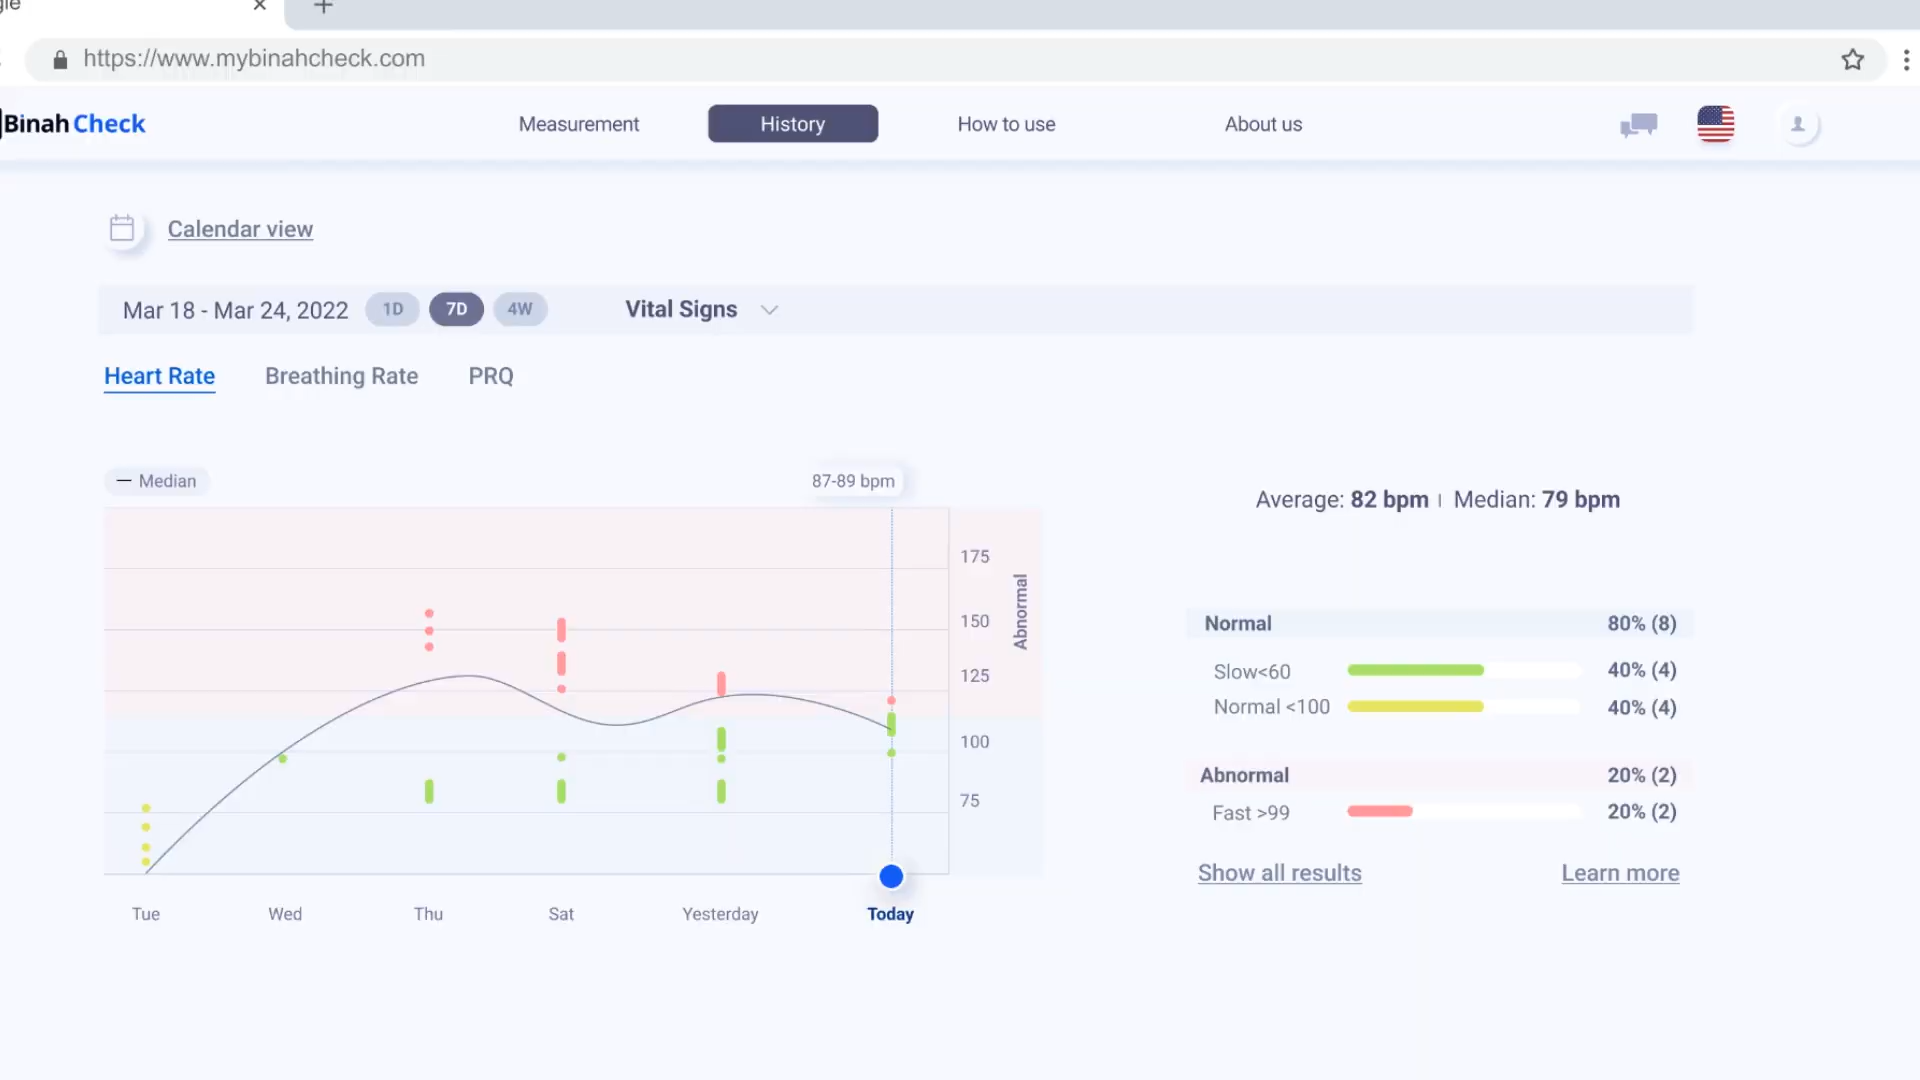 https://www.mybinahcheck.com
Binah Check
Measurement
History
How to use
About us
Calendar view
Mar 18 - Mar 24, 2022
1D
7D
4W
Vital Signs
Heart Rate
Breathing Rate
PRQ
— Median
87-89 bpm
175
150
125
100
75
Abnormal
Tue
Wed
Thu
Sat
Yesterday
Today
Average: 82 bpm | Median: 79 bpm
Normal 80% (8)
Slow<60 40% (4)
Normal <100 40% (4)
Abnormal 20% (2)
Fast >99 20% (2)
Show all results
Learn more